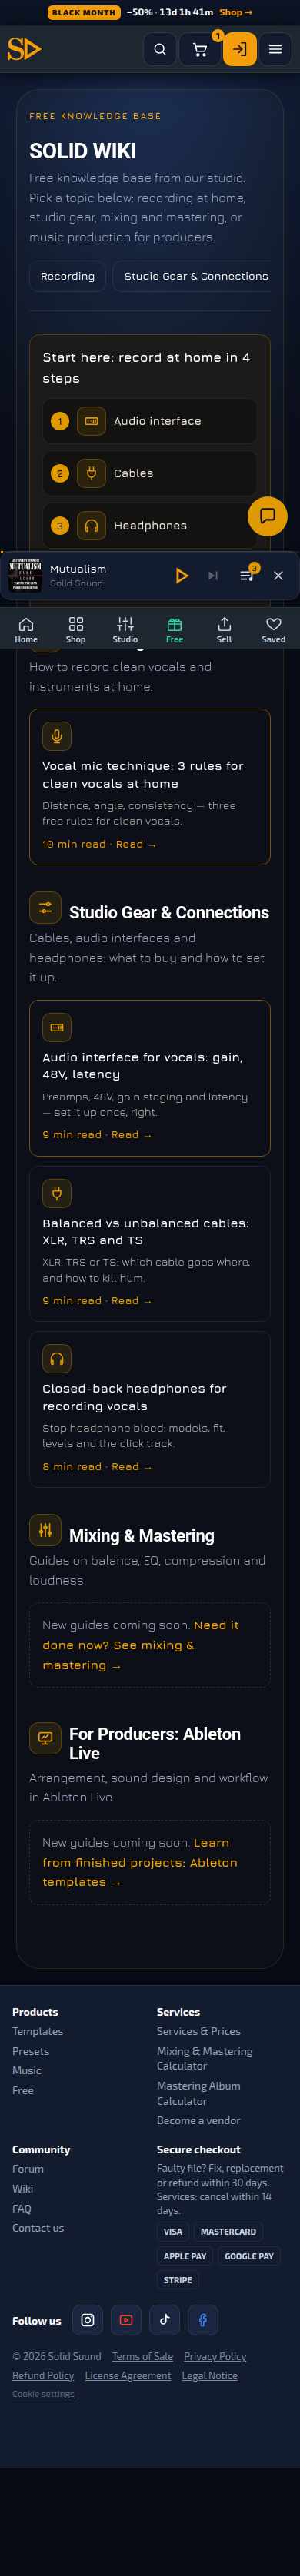 BLACK MONTH −50% · 13d 1h 41m Shop →
SD
1
FREE KNOWLEDGE BASE
SOLID WIKI
Free knowledge base from our studio.
Pick a topic below: recording at home,
studio gear, mixing and mastering, or
music production for producers.
Recording
Studio Gear & Connections
Start here: record at home in 4
steps
1 Audio interface
2 Cables
3 Headphones
MUTUALISM
Mutualism
Solid Sound
3
Home Shop Studio Free Sell Saved
How to record clean vocals and
instruments at home.
Vocal mic technique: 3 rules for
clean vocals at home
Distance, angle, consistency — three
free rules for clean vocals.
10 min read · Read →
Studio Gear & Connections
Cables, audio interfaces and
headphones: what to buy and how to set
it up.
Audio interface for vocals: gain,
48V, latency
Preamps, 48V, gain staging and latency
— set it up once, right.
9 min read · Read →
Balanced vs unbalanced cables:
XLR, TRS and TS
XLR, TRS or TS: which cable goes where,
and how to kill hum.
9 min read · Read →
Closed-back headphones for
recording vocals
Stop headphone bleed: models, fit,
levels and the click track.
8 min read · Read →
Mixing & Mastering
Guides on balance, EQ, compression and
loudness.
New guides coming soon. Need it
done now? See mixing &
mastering →
For Producers: Ableton
Live
Arrangement, sound design and workflow
in Ableton Live.
New guides coming soon. Learn
from finished projects: Ableton
templates →
Products
Templates
Presets
Music
Free
Services
Services & Prices
Mixing & Mastering
Calculator
Mastering Album
Calculator
Become a vendor
Community
Forum
Wiki
FAQ
Contact us
Secure checkout
Faulty file? Fix, replacement
or refund within 30 days.
Services: cancel within 14
days.
VISA MASTERCARD
APPLE PAY GOOGLE PAY
STRIPE
Follow us
© 2026 Solid Sound Terms of Sale Privacy Policy
Refund Policy License Agreement Legal Notice
Cookie settings